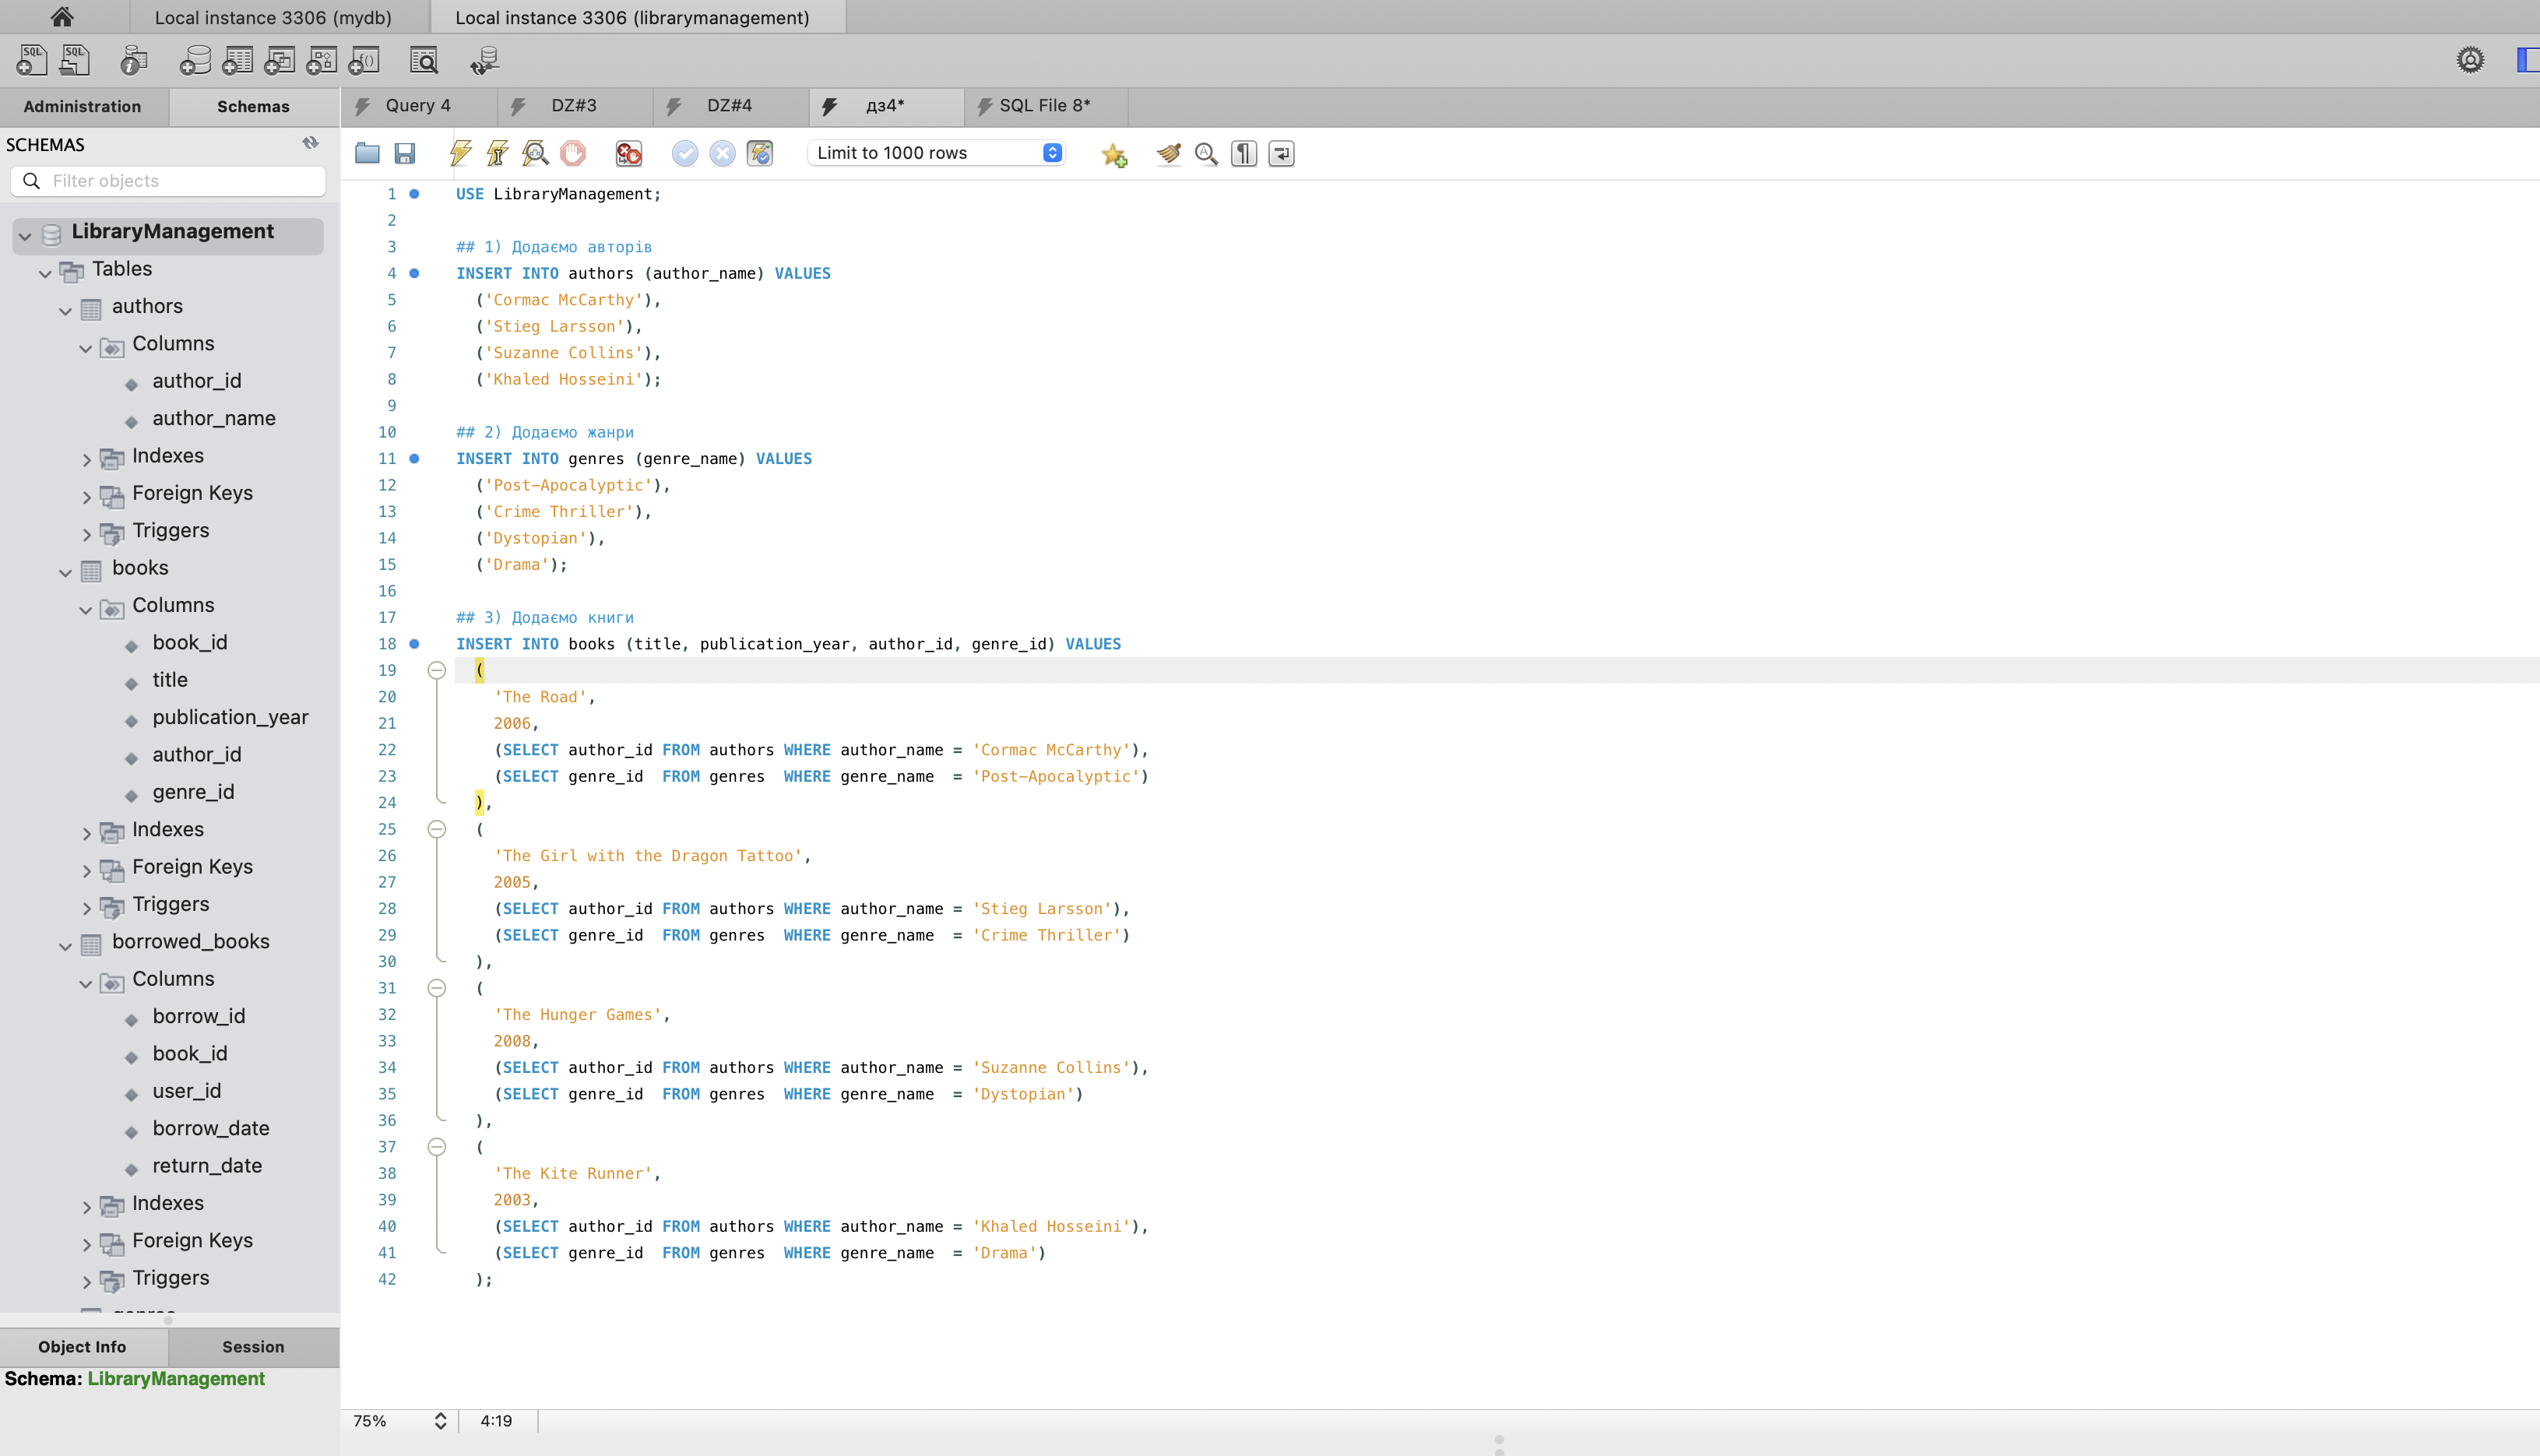 Local instance 3306 (mydb)
Local instance 3306 (librarymanagement)
Administration
Schemas
Query 4
DZ#3
DZ#4
дз4*
SQL File 8*
SCHEMAS
Limit to 1000 rows
Filter objects
LibraryManagement
Tables
authors
Columns
author_id
author_name
Indexes
Foreign Keys
Triggers
books
Columns
book_id
title
publication_year
author_id
genre_id
Indexes
Foreign Keys
Triggers
borrowed_books
Columns
borrow_id
book_id
user_id
borrow_date
return_date
Indexes
Foreign Keys
Triggers
genres
Object Info
Session
Schema: LibraryManagement
1 USE LibraryManagement;
2
3 ## 1) Додаємо авторів
4 INSERT INTO authors (author_name) VALUES
5 ('Cormac McCarthy'),
6 ('Stieg Larsson'),
7 ('Suzanne Collins'),
8 ('Khaled Hosseini');
9
10 ## 2) Додаємо жанри
11 INSERT INTO genres (genre_name) VALUES
12 ('Post-Apocalyptic'),
13 ('Crime Thriller'),
14 ('Dystopian'),
15 ('Drama');
16
17 ## 3) Додаємо книги
18 INSERT INTO books (title, publication_year, author_id, genre_id) VALUES
19 (
20 'The Road',
21 2006,
22 (SELECT author_id FROM authors WHERE author_name = 'Cormac McCarthy'),
23 (SELECT genre_id FROM genres WHERE genre_name = 'Post-Apocalyptic')
24 ),
25 (
26 'The Girl with the Dragon Tattoo',
27 2005,
28 (SELECT author_id FROM authors WHERE author_name = 'Stieg Larsson'),
29 (SELECT genre_id FROM genres WHERE genre_name = 'Crime Thriller')
30 ),
31 (
32 'The Hunger Games',
33 2008,
34 (SELECT author_id FROM authors WHERE author_name = 'Suzanne Collins'),
35 (SELECT genre_id FROM genres WHERE genre_name = 'Dystopian')
36 ),
37 (
38 'The Kite Runner',
39 2003,
40 (SELECT author_id FROM authors WHERE author_name = 'Khaled Hosseini'),
41 (SELECT genre_id FROM genres WHERE genre_name = 'Drama')
42 );
75%
4:19